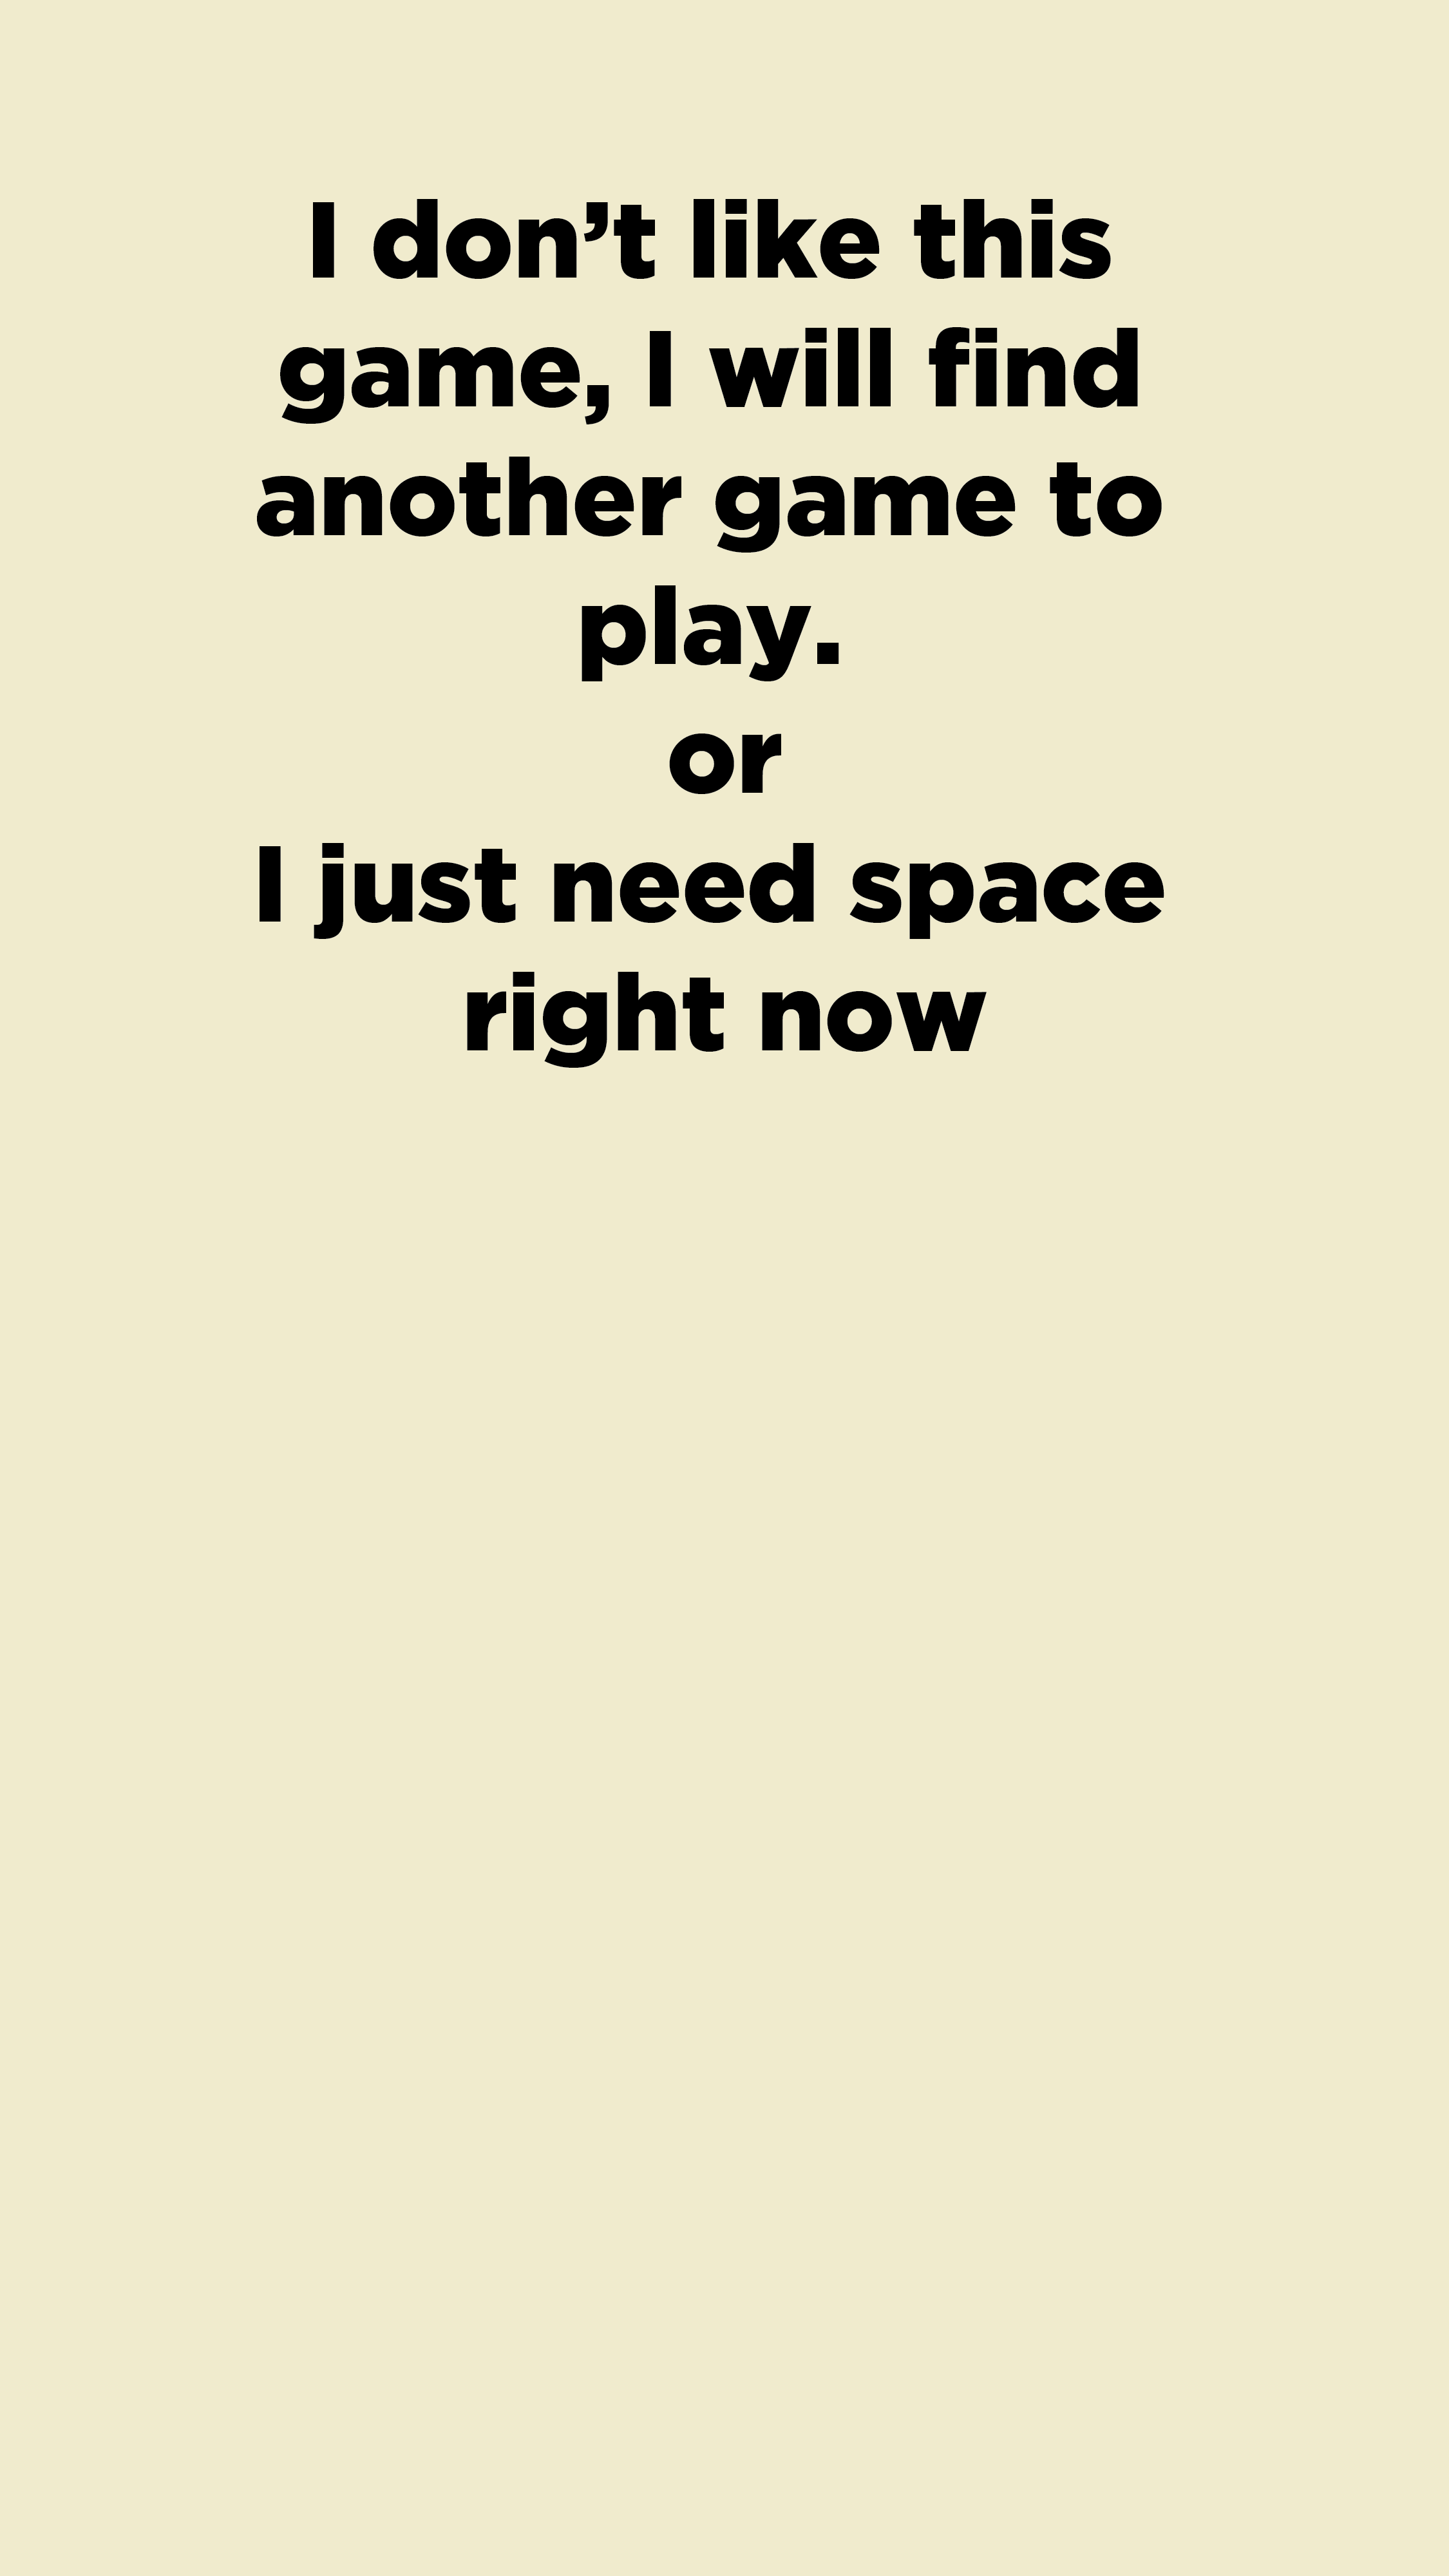 I don’t like this
game, I will find
another game to
play.
or
I just need space
right now